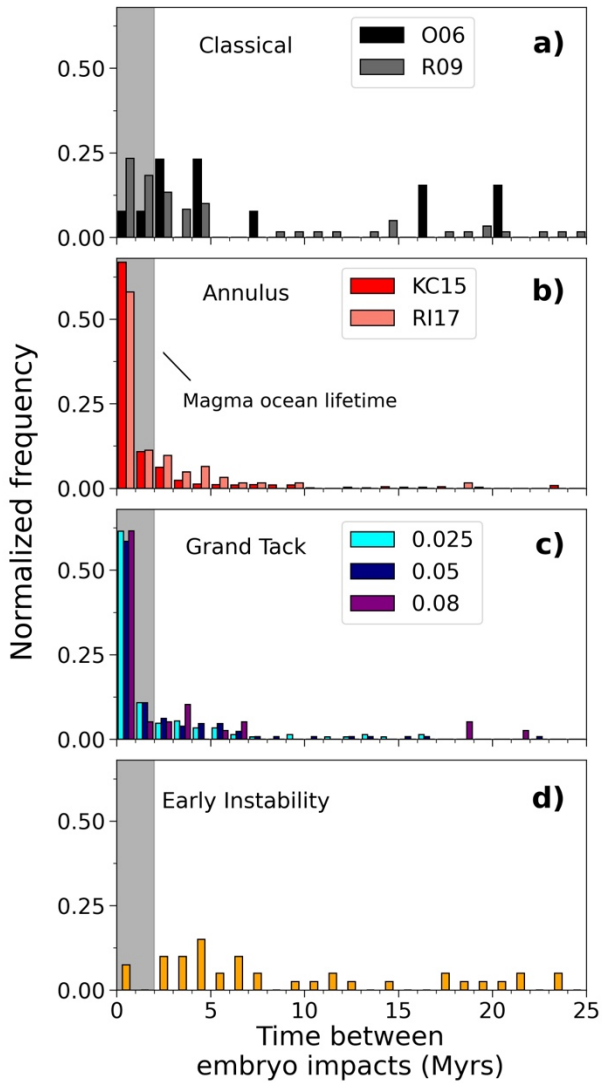 Normalized frequency
Classical
O06
R09
a)
0.50
0.25
0.00
Annulus
KC15
RI17
b)
0.50
Magma ocean lifetime
0.25
0.00
Grand Tack
0.025
0.05
0.08
c)
0.50
0.25
0.00
Early Instability
d)
0.50
0.25
0.00
0 5 10 15 20 25
Time between
embryo impacts (Myrs)